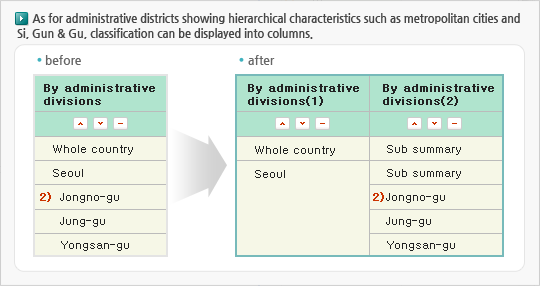 As for administrative districts showing hierarchical characteristics such as metropolitan cities and
Si, Gun & Gu, classification can be displayed into columns.
• before
By administrative
divisions
Whole country
Seoul
2) Jongno-gu
Jung-gu
Yongsan-gu
• after
By administrative
divisions(1)
By administrative
divisions(2)
Whole country
Sub summary
Seoul
Sub summary
2)Jongno-gu
Jung-gu
Yongsan-gu